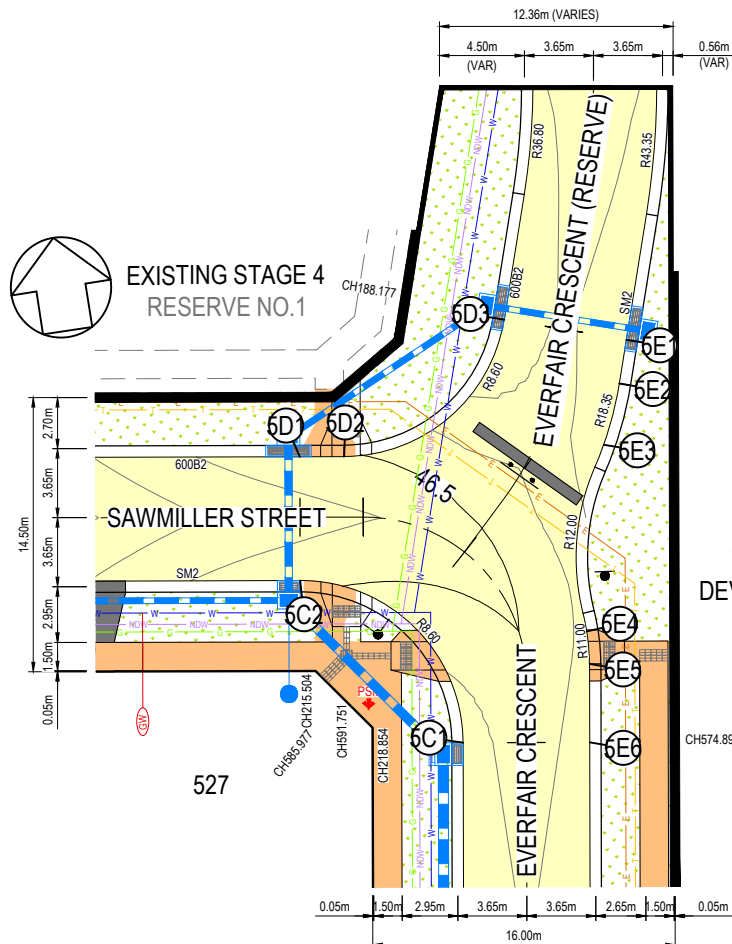 12.36m (VARIES)
4.50m
(VAR)
3.65m
3.65m
0.56m
(VAR)
R36.80
R43.35
EVERFAIR CRESCENT (RESERVE)
EXISTING STAGE 4
RESERVE NO.1
CH188.177
600B2
SM2
5D3
5E1
5E2
R8.60
R18.35
5D1
5D2
5E3
2.70m
3.65m
3.65m
2.95m
1.50m
0.05m
14.50m
600B2
46.5
SAWMILLER STREET
R12.00
SM2
DEV
5C2
R8.60
5E4
R11.00
5E5
PSM
GW
CH215.504
CH585.977
CH591.751
CH218.854
5C1
5E6
EVERFAIR CRESCENT
CH574.89
527
G
NDW
W
E
T
0.05m
1.50m
2.95m
3.65m
3.65m
2.65m
1.50m
0.05m
16.00m